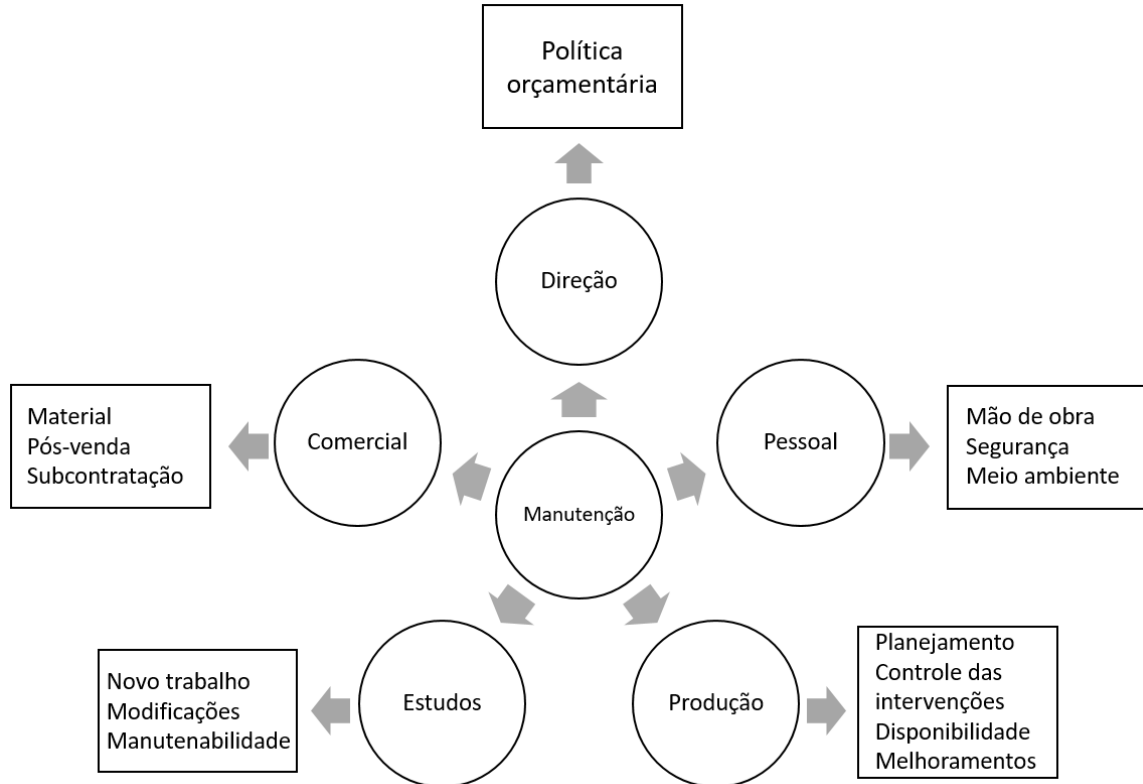 Política
orçamentária
Direção
Material
Pós-venda
Subcontratação
Comercial
Pessoal
Mão de obra
Segurança
Meio ambiente
Manutenção
Novo trabalho
Modificações
Manutenabilidade
Estudos
Produção
Planejamento
Controle das
intervenções
Disponibilidade
Melhoramentos